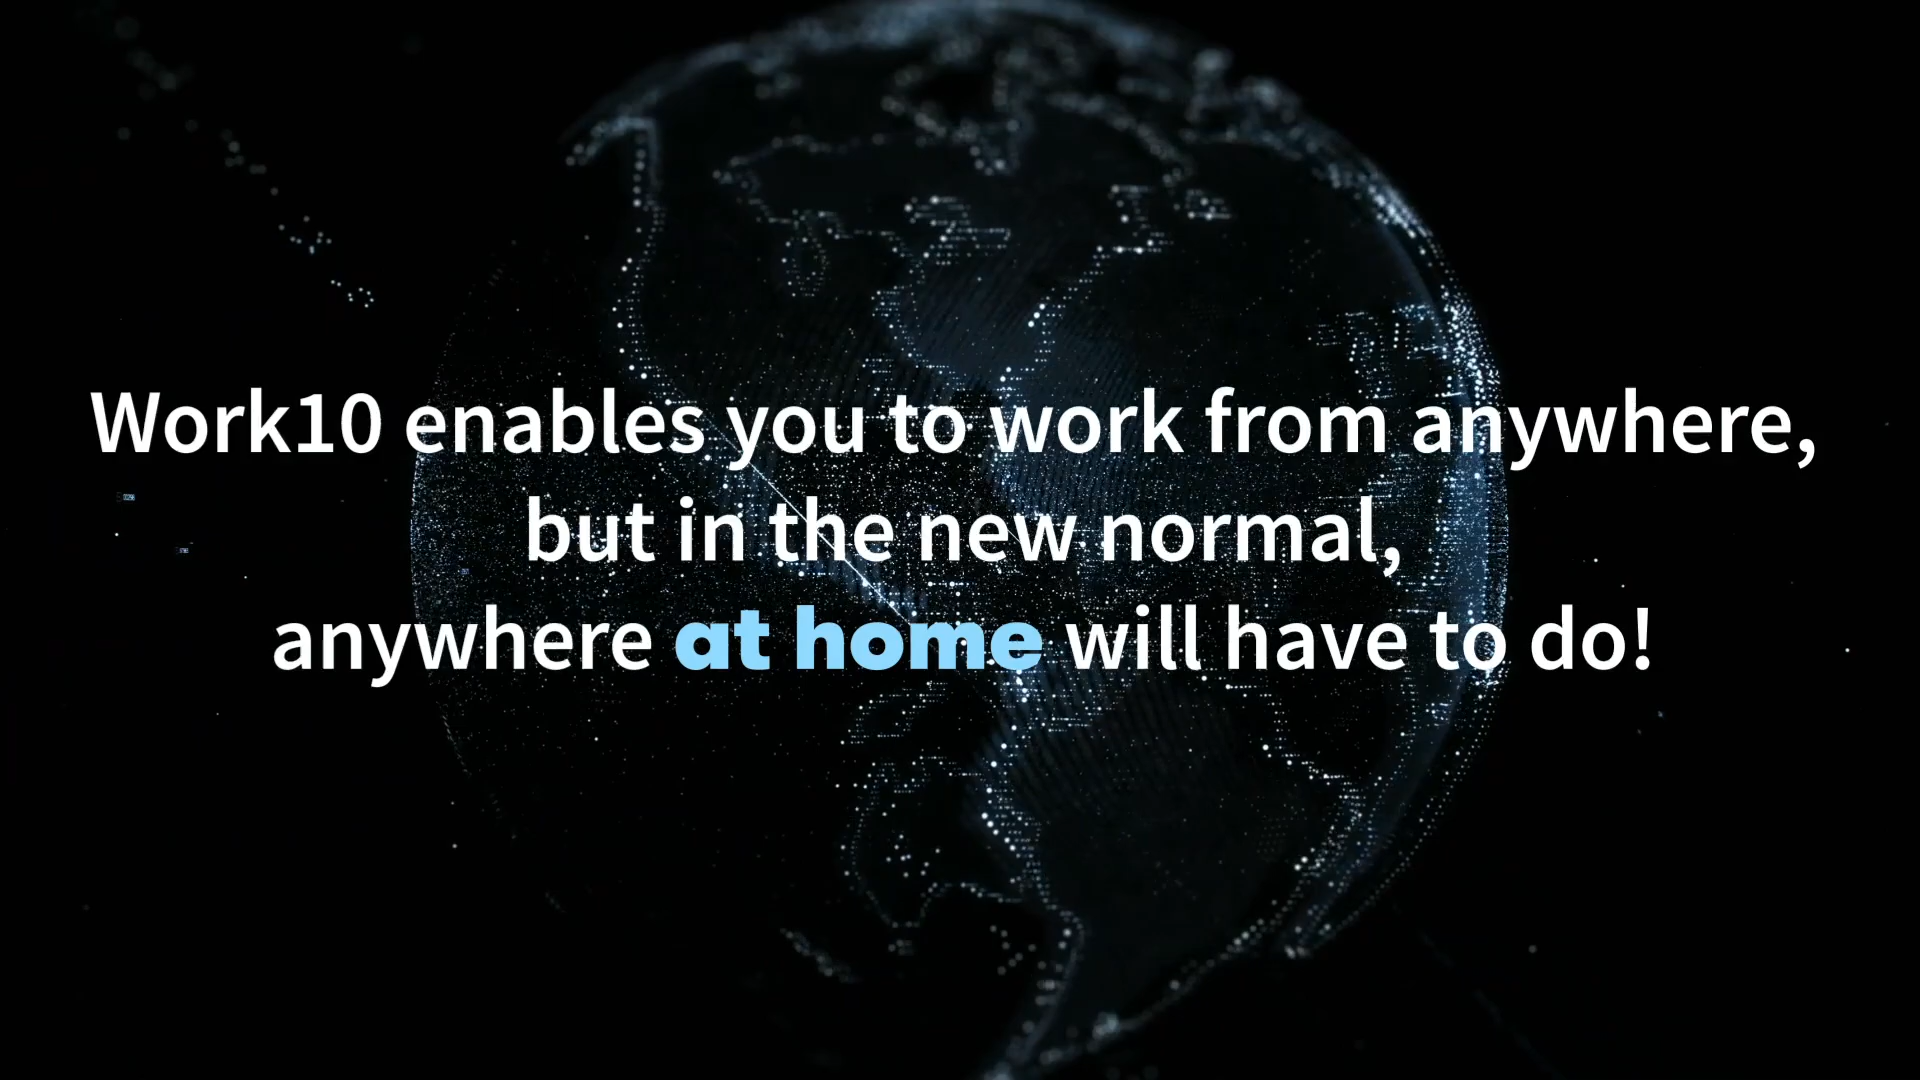 Work10 enables you to work from anywhere,
but in the new normal,
anywhere at home will have to do!